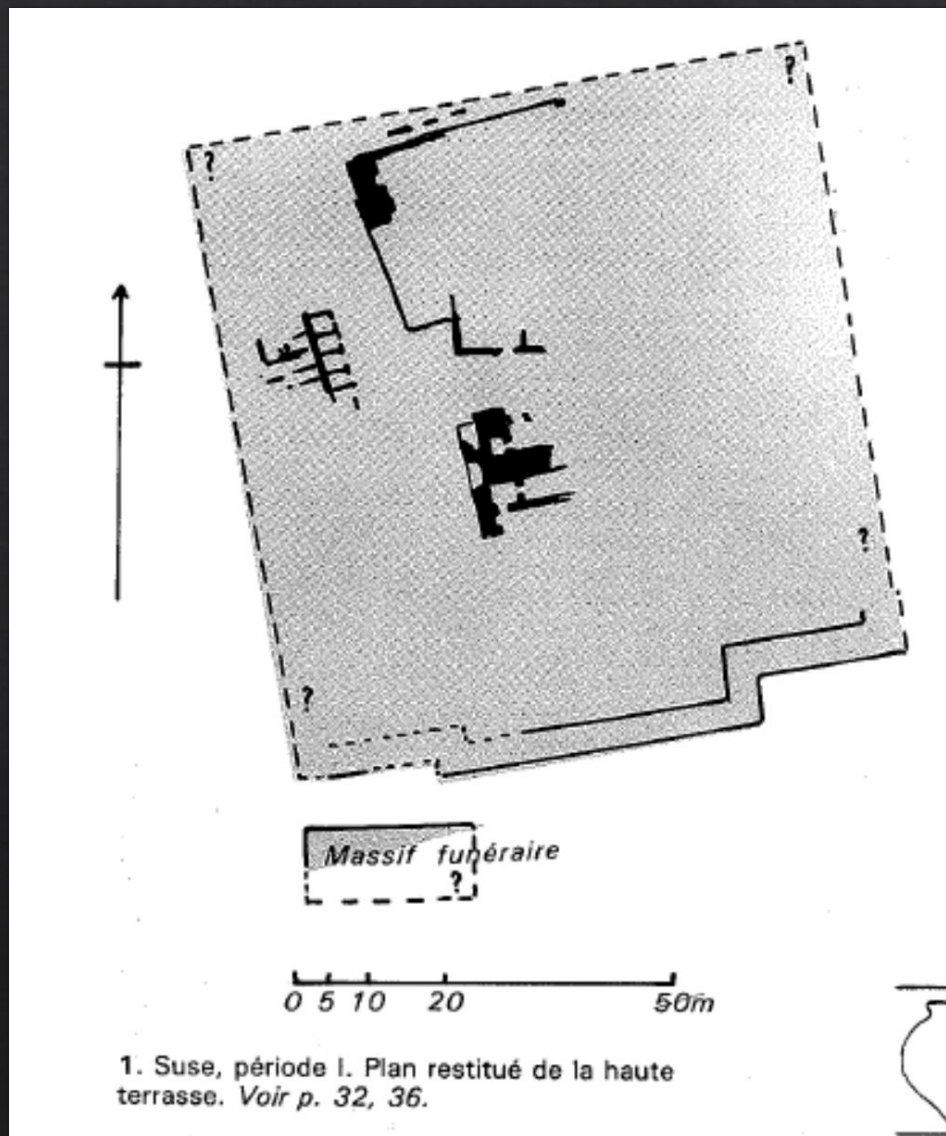 ?
?
?
?
Massif funéraire
?
0 5 10 20 50m
1. Suse, période I. Plan restitué de la haute
terrasse. Voir p. 32, 36.